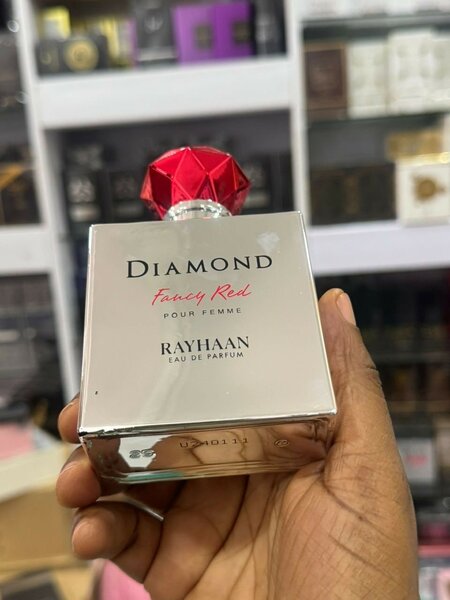 DIAMOND
Fancy Red
POUR FEMME
RAYHAAN
EAU DE PARFUM